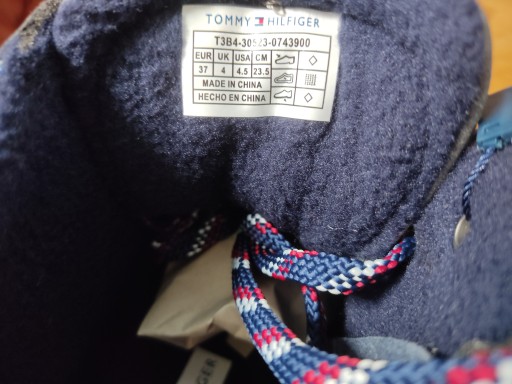 TOMMY HILFIGER
T3B4-30523-0743900
EUR UK USA CM
37 4 4.5 23.5
MADE IN CHINA
HECHO EN CHINA
HILFIGER